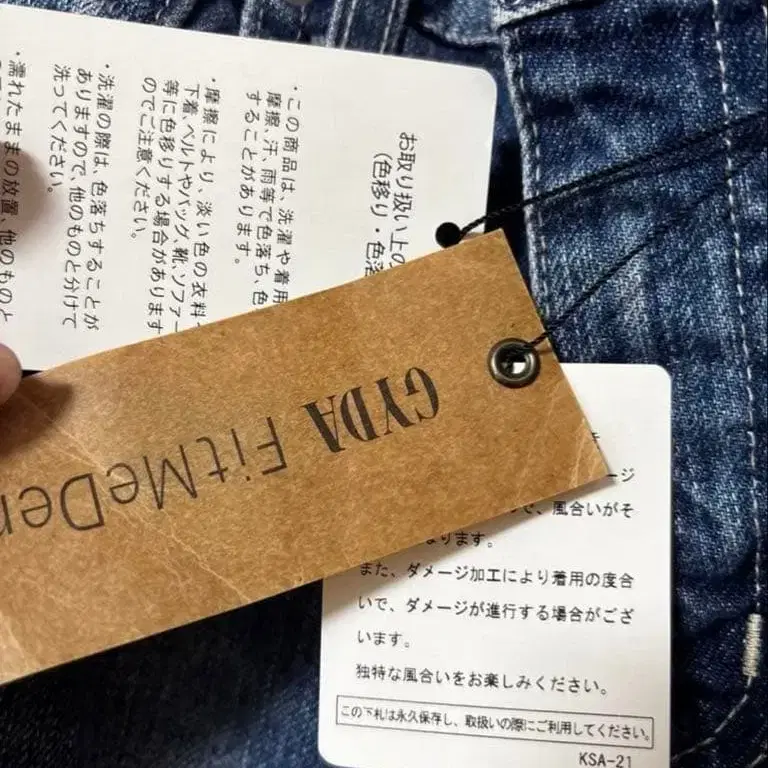 お取り扱い上の
(色移り・色落
・この商品は、洗濯や着用
摩擦、汗、雨等で色落ち、色
することがあります。
・摩擦により、淡い色の衣料
下着、ベルトやバッグ、靴、ソファー
等に色移りする場合があります
のでご注意ください。
・洗濯の際は、色落ちすることが
ありますので、他のものと分けて
洗ってください。
・濡れたままの放置、他のものと
GYDA FitMeDen
ージ
で、風合いがそ
なります。
また、ダメージ加工により着用の度合
いで、ダメージが進行する場合がござ
います。
独特な風合いをお楽しみください。
この下札は永久保存し、取扱いの際にご利用してください。
KSA-21